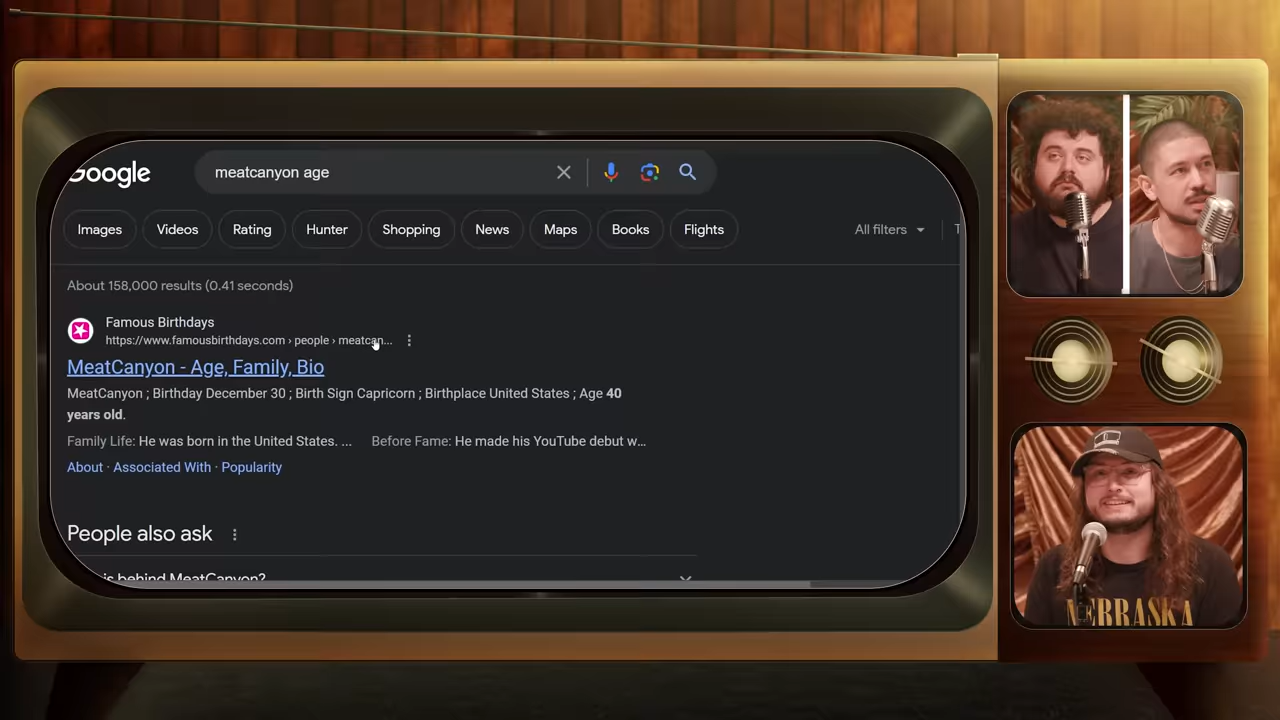 Google
meatcanyon age
Images
Videos
Rating
Hunter
Shopping
News
Maps
Books
Flights
All filters
About 158,000 results (0.41 seconds)
Famous Birthdays
https://www.famousbirthdays.com › people › meatcan...
MeatCanyon - Age, Family, Bio
MeatCanyon ; Birthday December 30 ; Birth Sign Capricorn ; Birthplace United States ; Age 40
years old.
Family Life: He was born in the United States. ... Before Fame: He made his YouTube debut w...
About · Associated With · Popularity
People also ask
is behind MeatCanyon?
NEBRASKA